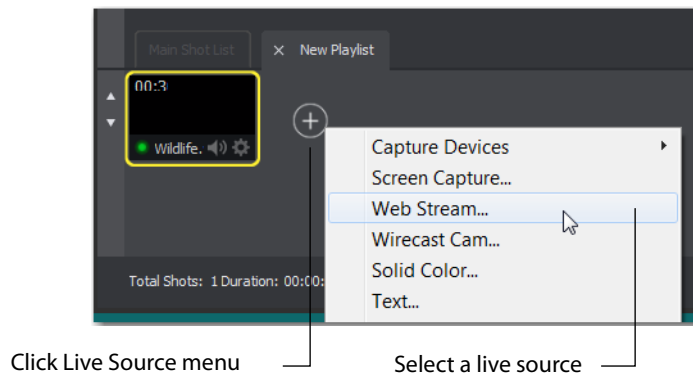 Main Shot List
× New Playlist
00:3
Wildlife.
Capture Devices
Screen Capture...
Web Stream...
Wirecast Cam...
Solid Color...
Text...
Total Shots: 1 Duration: 00:00:
Click Live Source menu
Select a live source